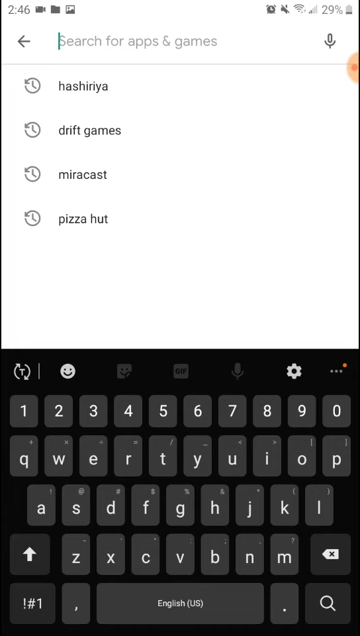 2:46
29%
Search for apps & games
hashiriya
drift games
miracast
pizza hut
T
GIF
1 2 3 4 5 6 7 8 9 0
q w e r t y u i o p
a s d f g h j k l
z x c v b n m
!#1 , English (US) .